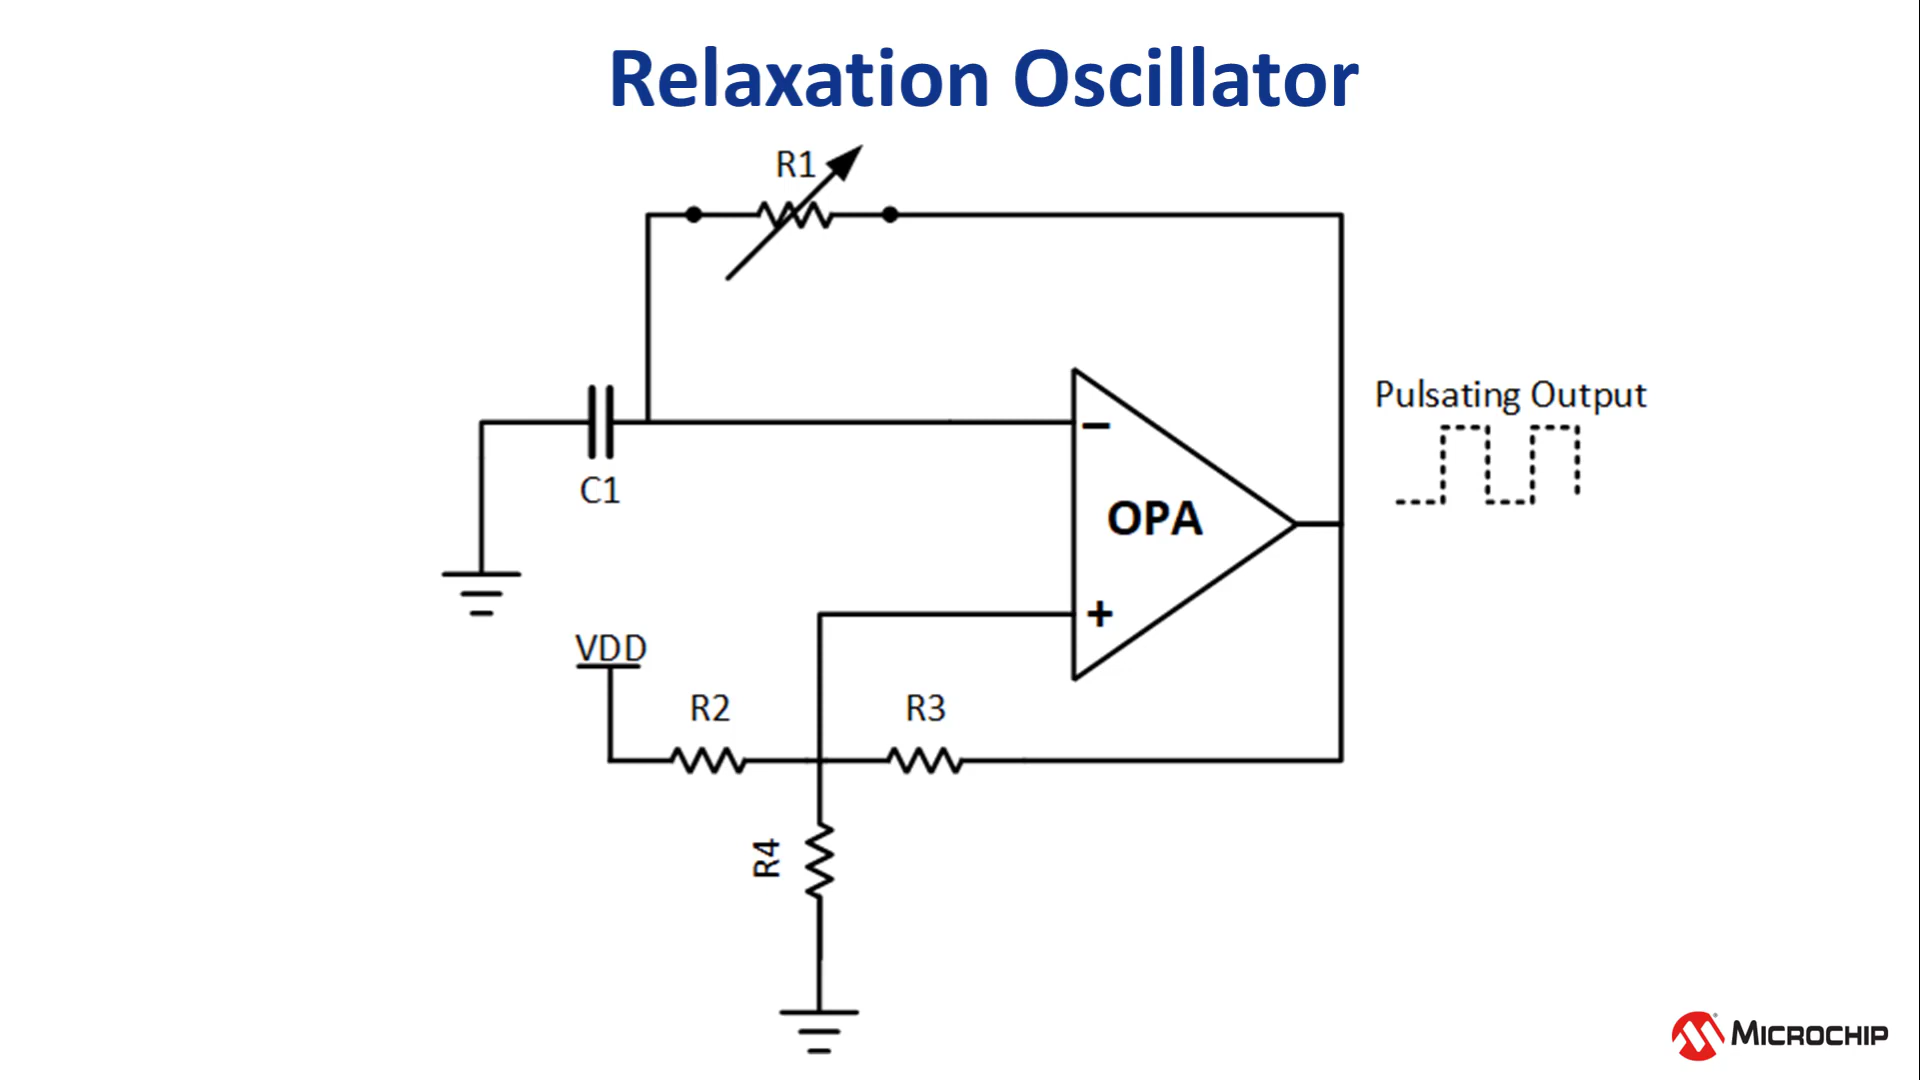 Relaxation Oscillator
R1
Pulsating Output
−
C1
OPA
+
VDD
R2
R3
R4
MICROCHIP